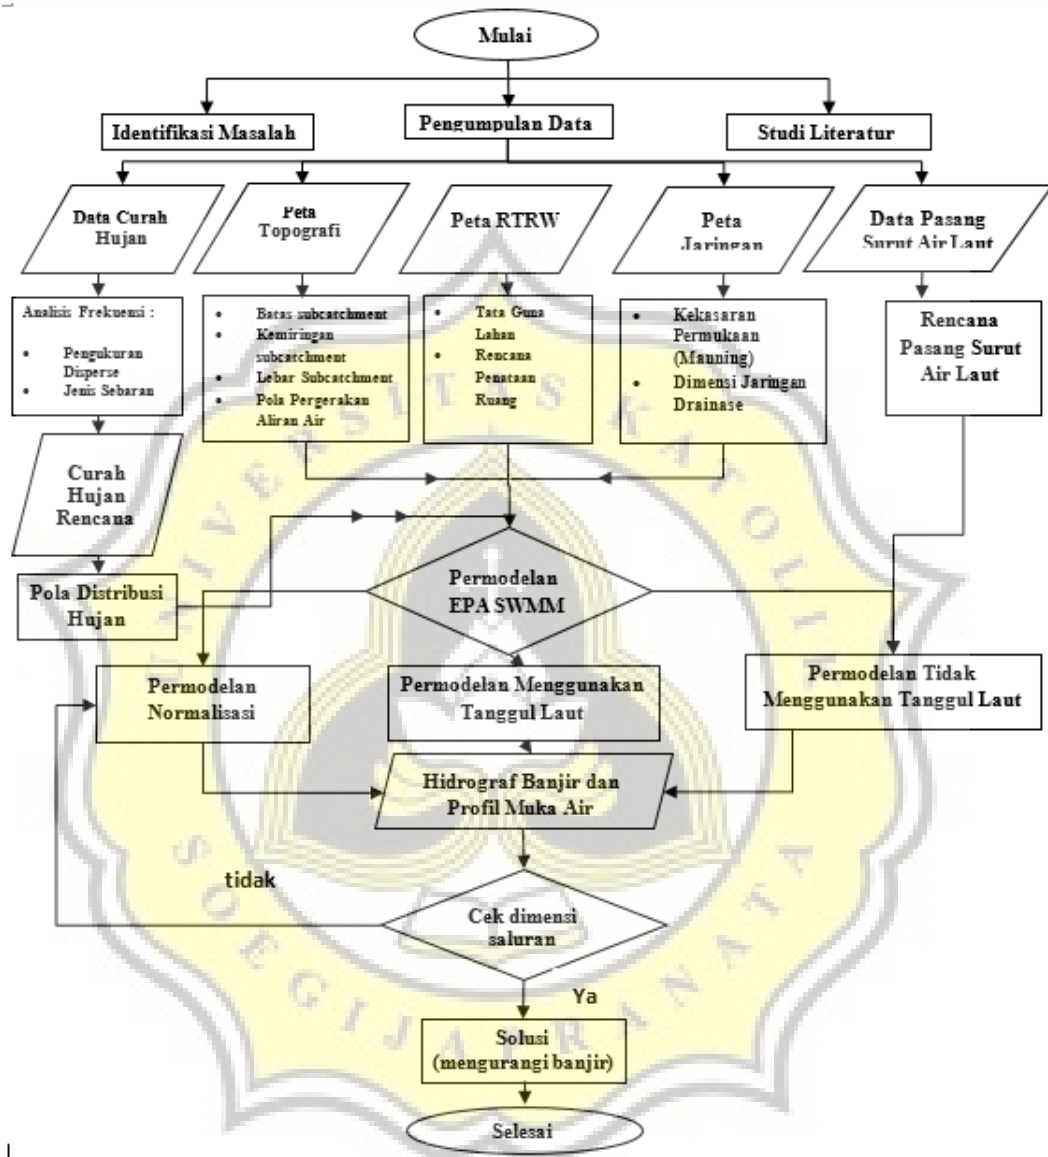 Mulai
Identifikasi Masalah
Pengumpulan Data
Studi Literatur
Data Curah
Hujan
Peta
Topografi
Peta RTRW
Peta
Jaringan
Data Pasang
Surut Air Laut
Analisis Frekuensi :
• Pengukuran
Disperse
• Jenis Sebaran
• Batas subcatchment
• Kemiringan
subcatchment
• Lebar Subcatchment
• Pola Pergerakan
Aliran Air
• Tata Guna
Lahan
• Rencana
Penataan
Ruang
• Kekasaran
Permukaan
(Manning)
• Dimensi Jaringan
Drainase
Rencana
Pasang Surut
Air Laut
Curah
Hujan
Rencana
Pola Distribusi
Hujan
Permodelan
EPA SWMM
Permodelan
Normalisasi
Permodelan Menggunakan
Tanggul Laut
Permodelan Tidak
Menggunakan Tanggul Laut
Hidrograf Banjir dan
Profil Muka Air
tidak
Cek dimensi
saluran
Ya
Solusi
(mengurangi banjir)
Selesai
UNIVERSITAS KATOLIK
SOEGIJAPRANATA